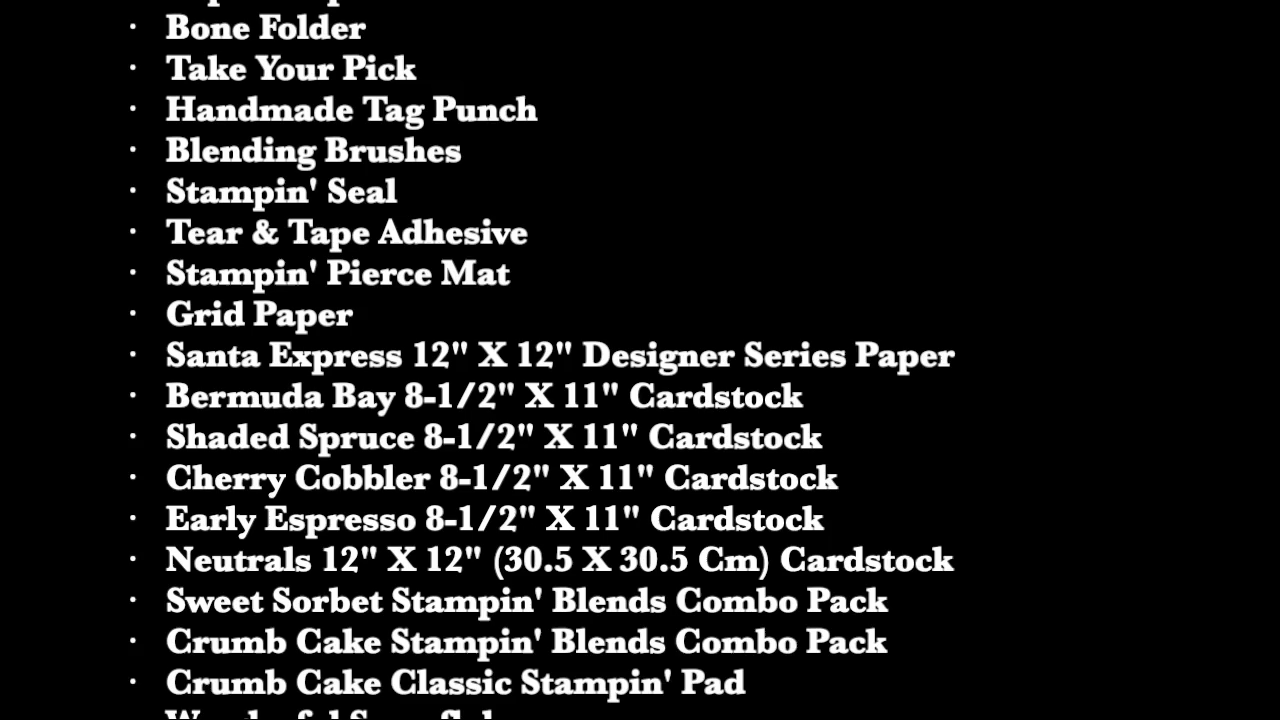 · Bone Folder
· Take Your Pick
· Handmade Tag Punch
· Blending Brushes
· Stampin' Seal
· Tear & Tape Adhesive
· Stampin' Pierce Mat
· Grid Paper
· Santa Express 12" X 12" Designer Series Paper
· Bermuda Bay 8-1/2" X 11" Cardstock
· Shaded Spruce 8-1/2" X 11" Cardstock
· Cherry Cobbler 8-1/2" X 11" Cardstock
· Early Espresso 8-1/2" X 11" Cardstock
· Neutrals 12" X 12" (30.5 X 30.5 Cm) Cardstock
· Sweet Sorbet Stampin' Blends Combo Pack
· Crumb Cake Stampin' Blends Combo Pack
· Crumb Cake Classic Stampin' Pad